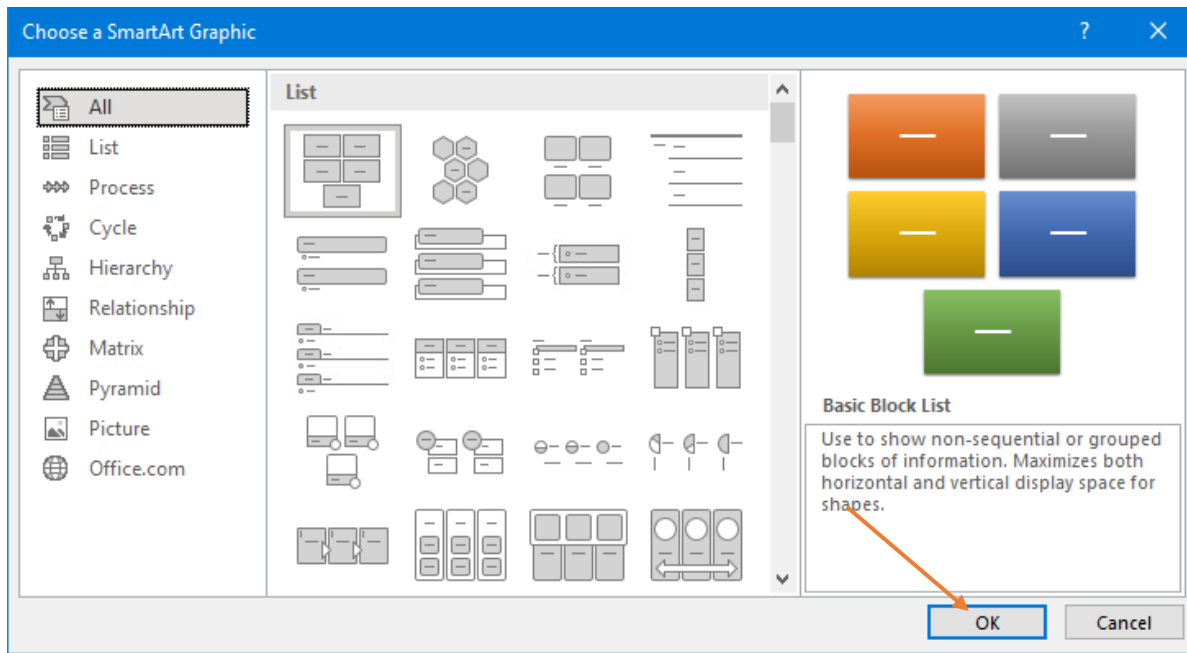 Choose a SmartArt Graphic
?
All
List
Process
Cycle
Hierarchy
Relationship
Matrix
Pyramid
Picture
Office.com
List
Basic Block List
Use to show non-sequential or grouped
blocks of information. Maximizes both
horizontal and vertical display space for
shapes.
OK
Cancel